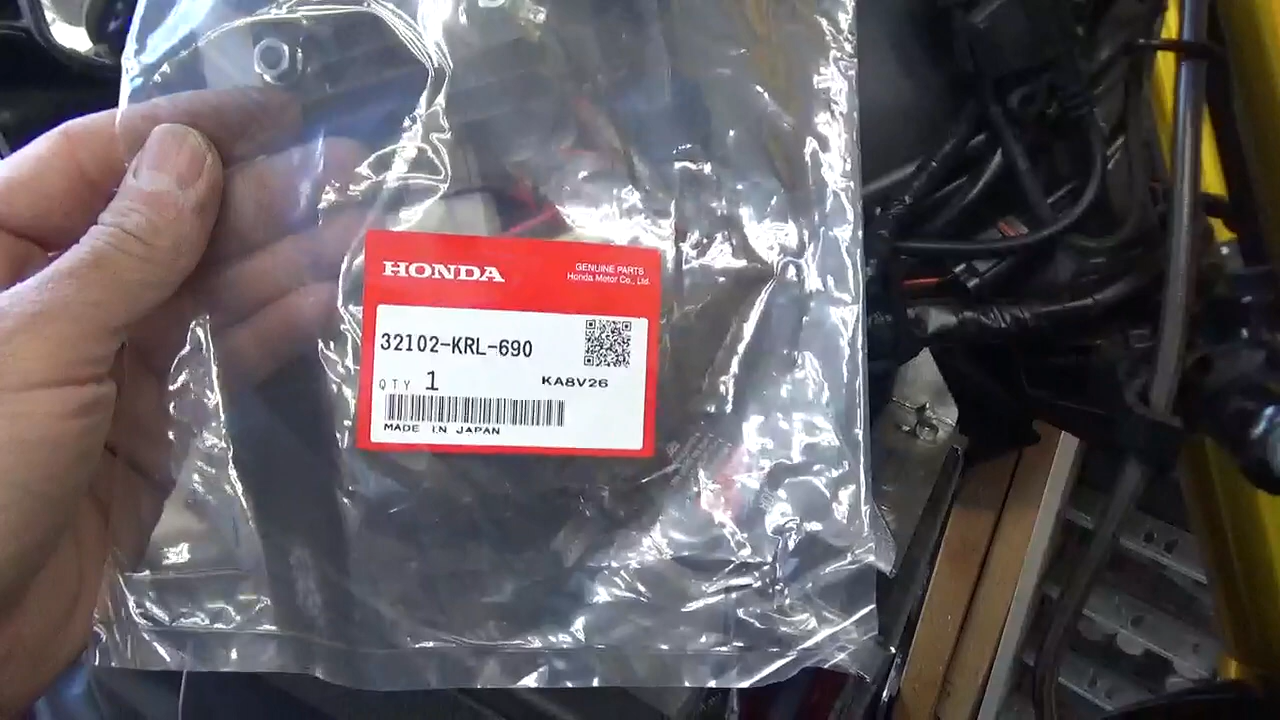 HONDA
GENUINE PARTS
Honda Motor Co., Ltd.
32102-KRL-690
QTY 1
KA8V26
MADE IN JAPAN